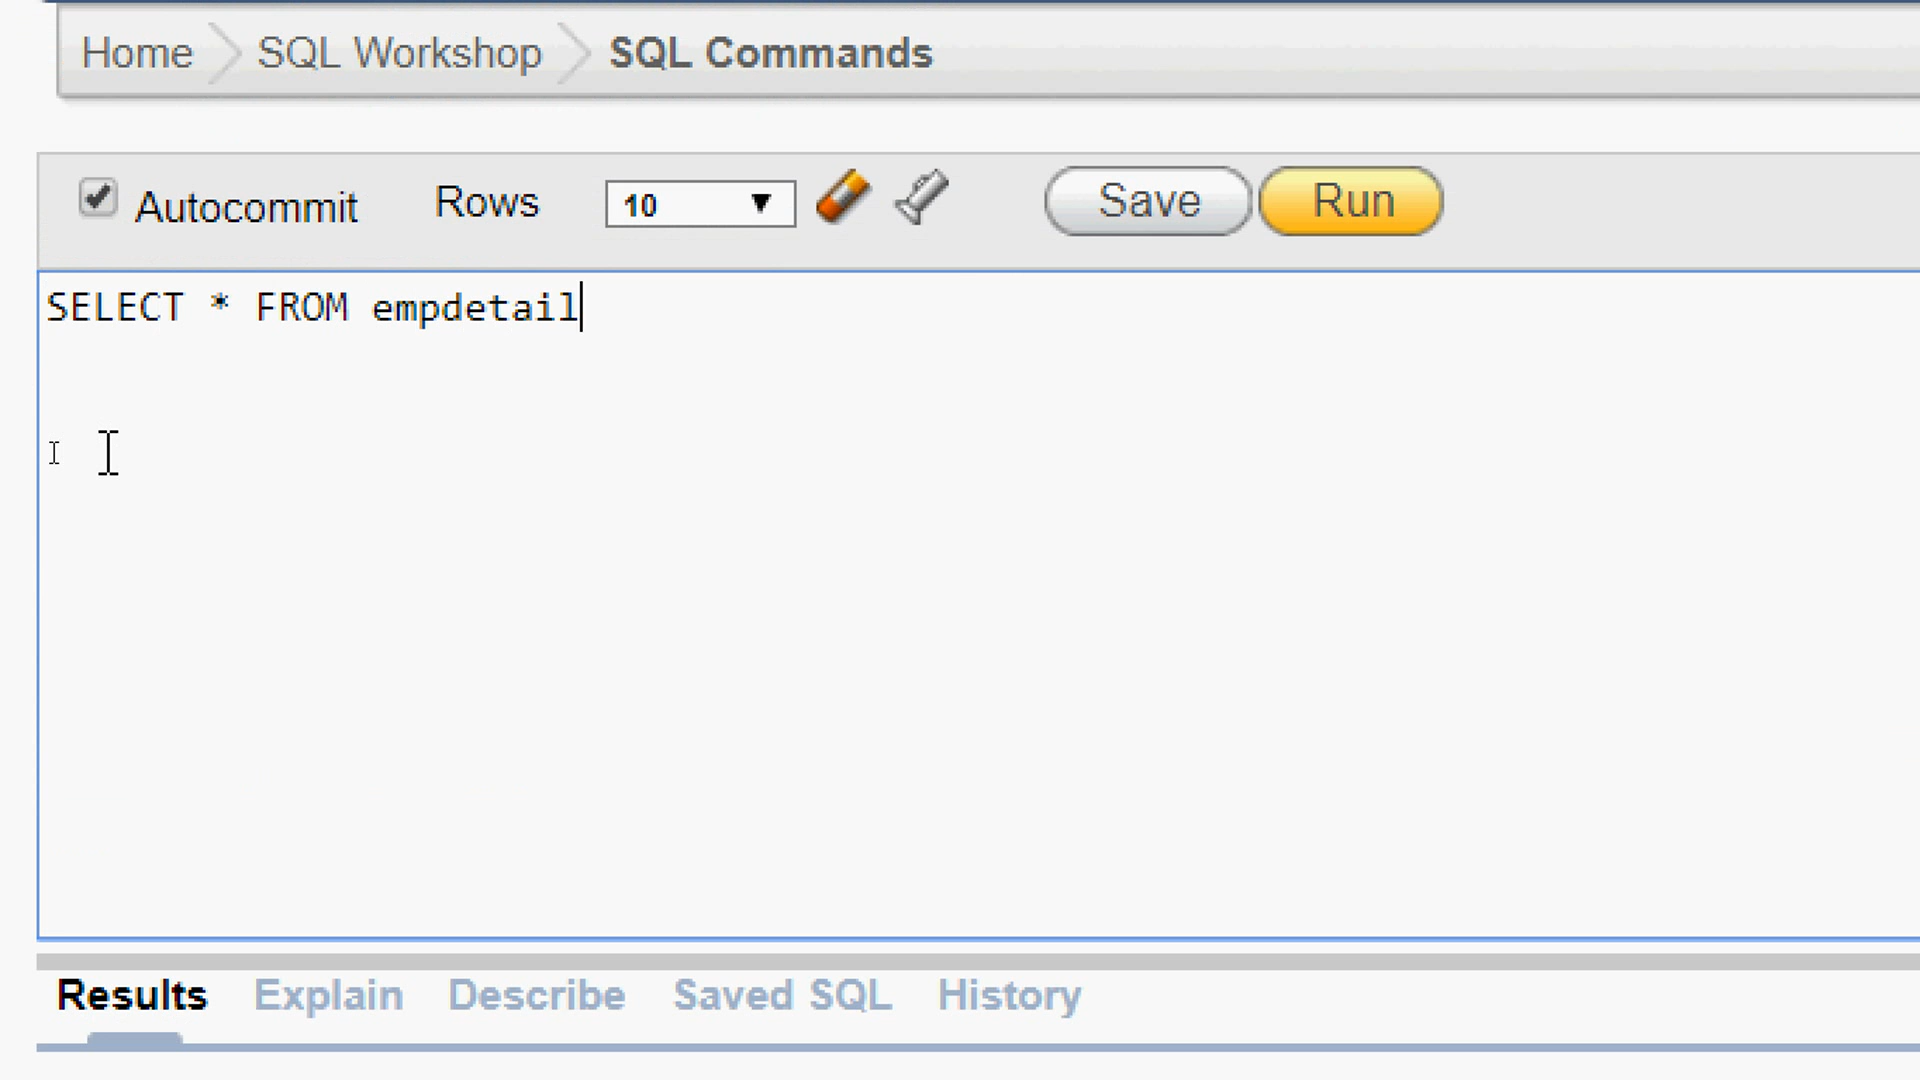 Home SQL Workshop SQL Commands
Autocommit Rows 10 Save Run
SELECT * FROM empdetail
Results Explain Describe Saved SQL History